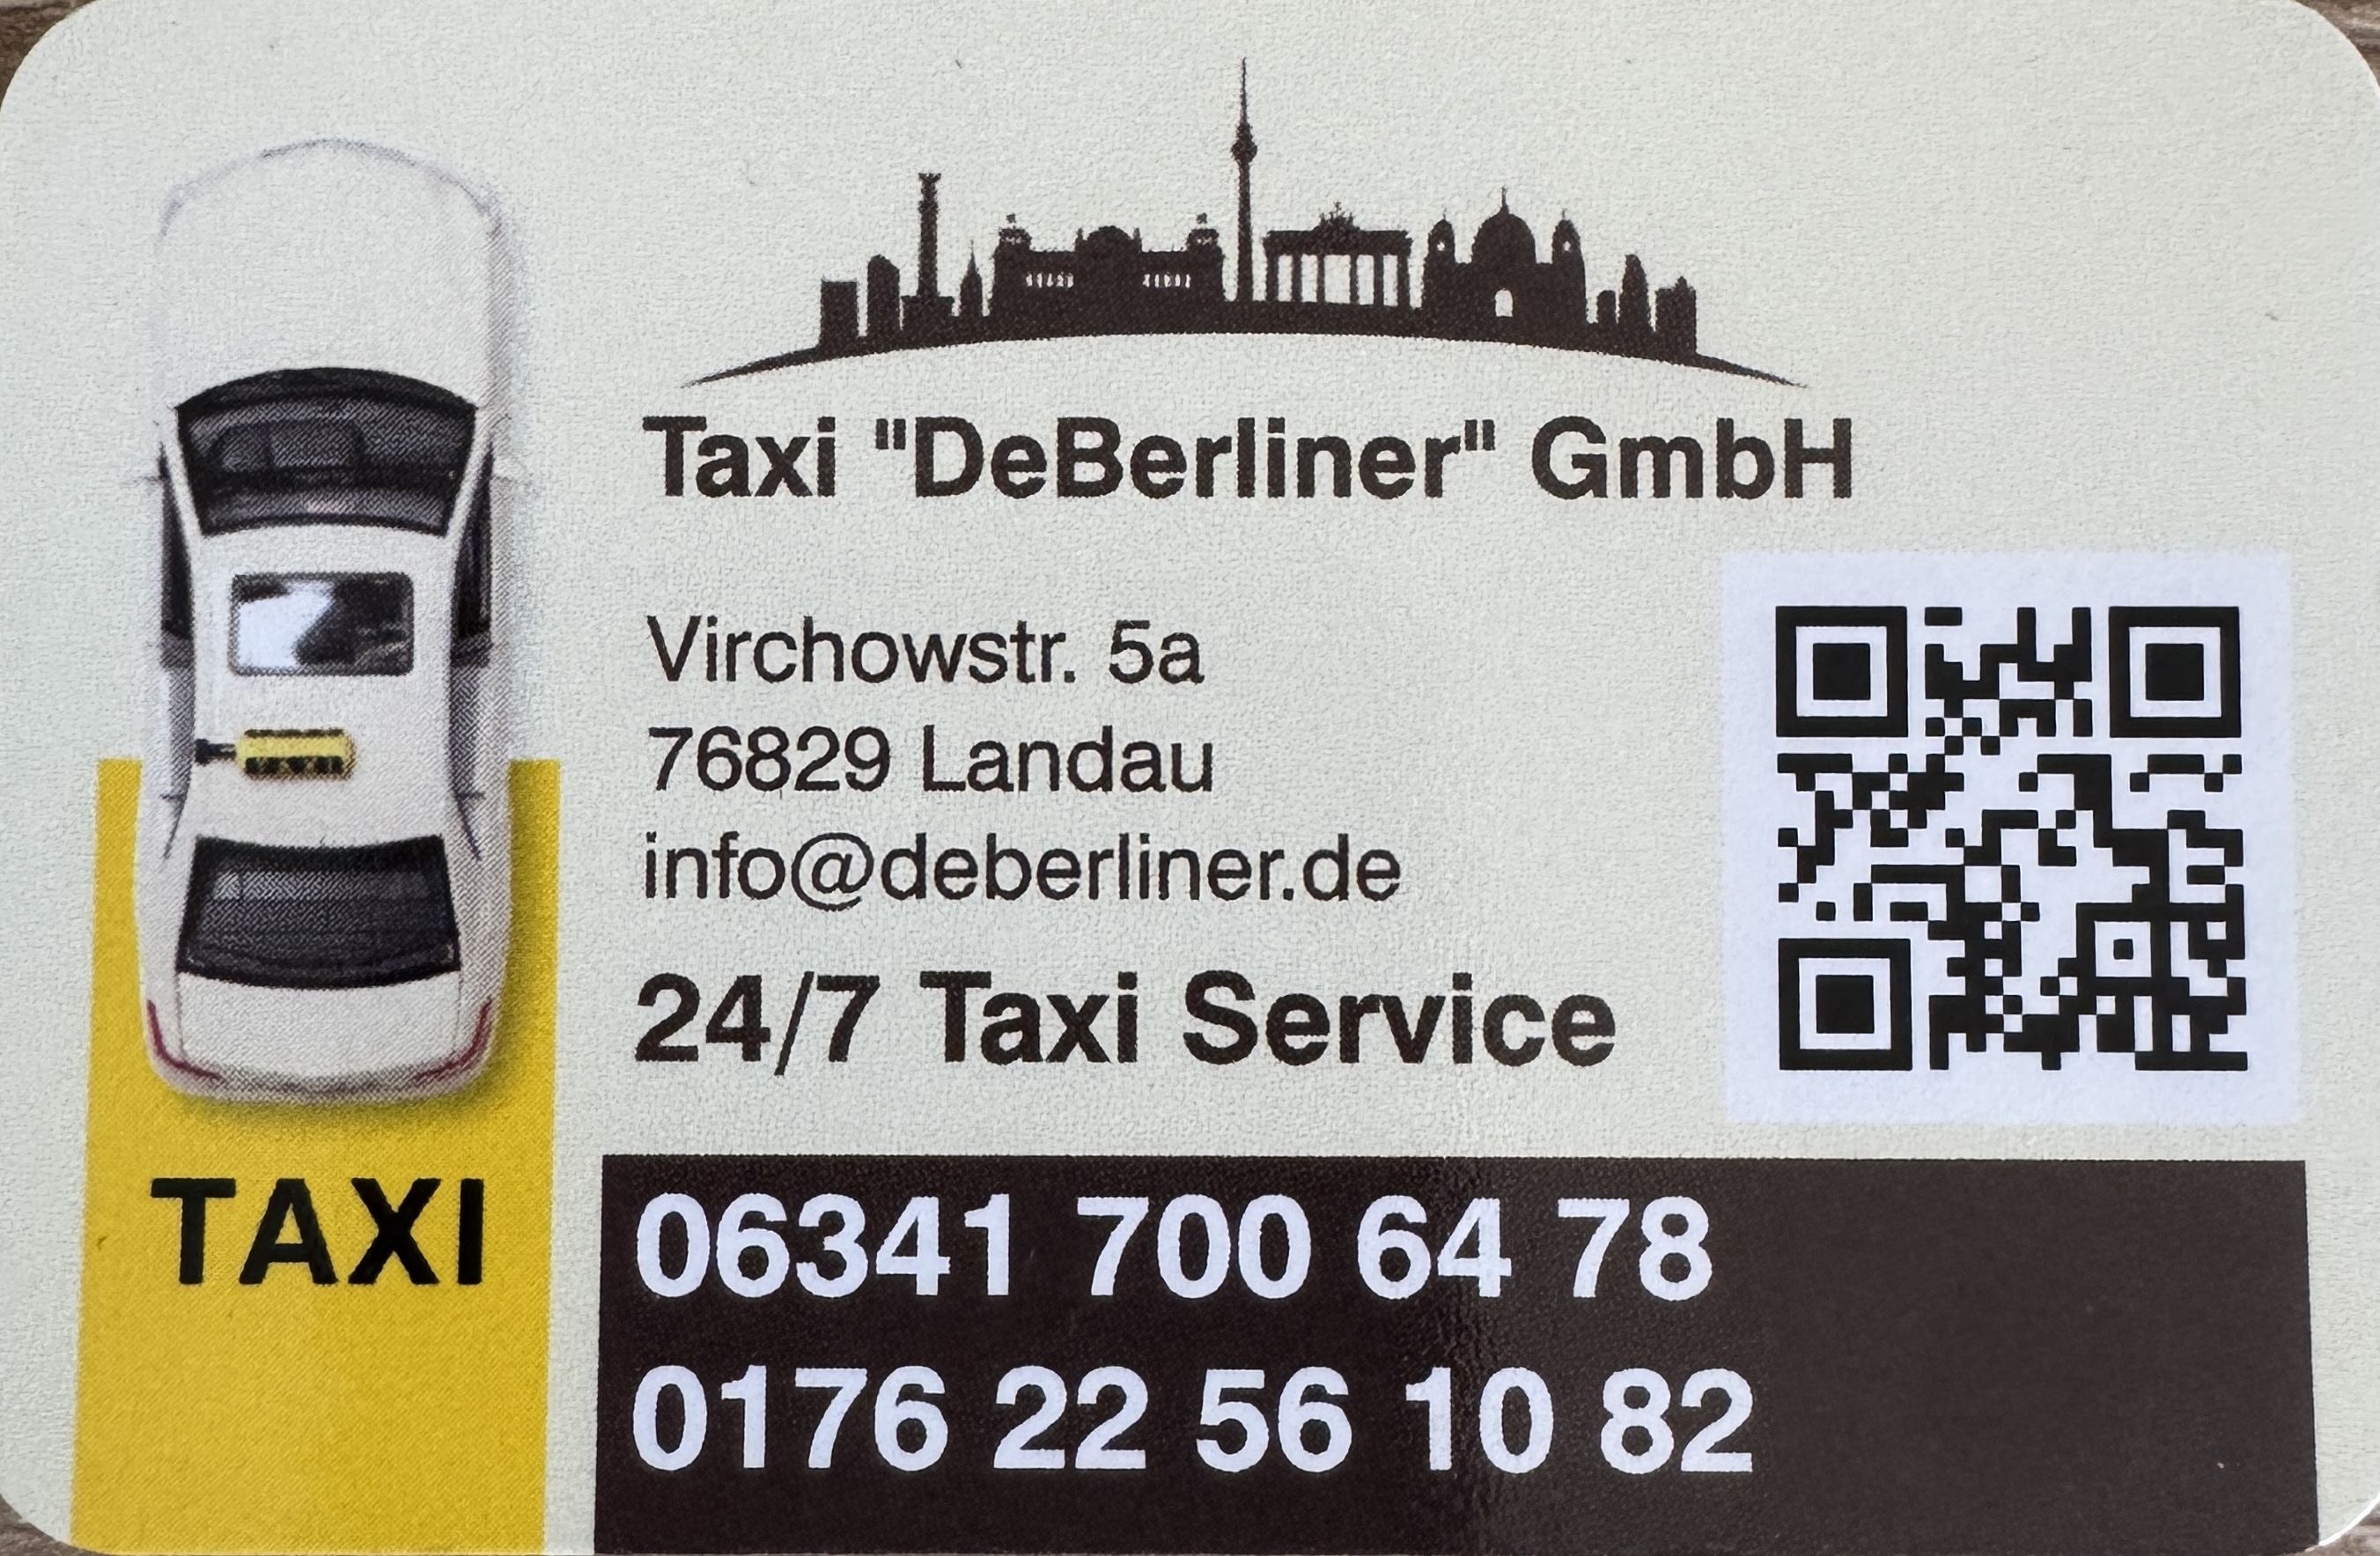 Taxi "DeBerliner" GmbH
Virchowstr. 5a
76829 Landau
info@deberliner.de
24/7 Taxi Service
TAXI
06341 700 64 78
0176 22 56 10 82